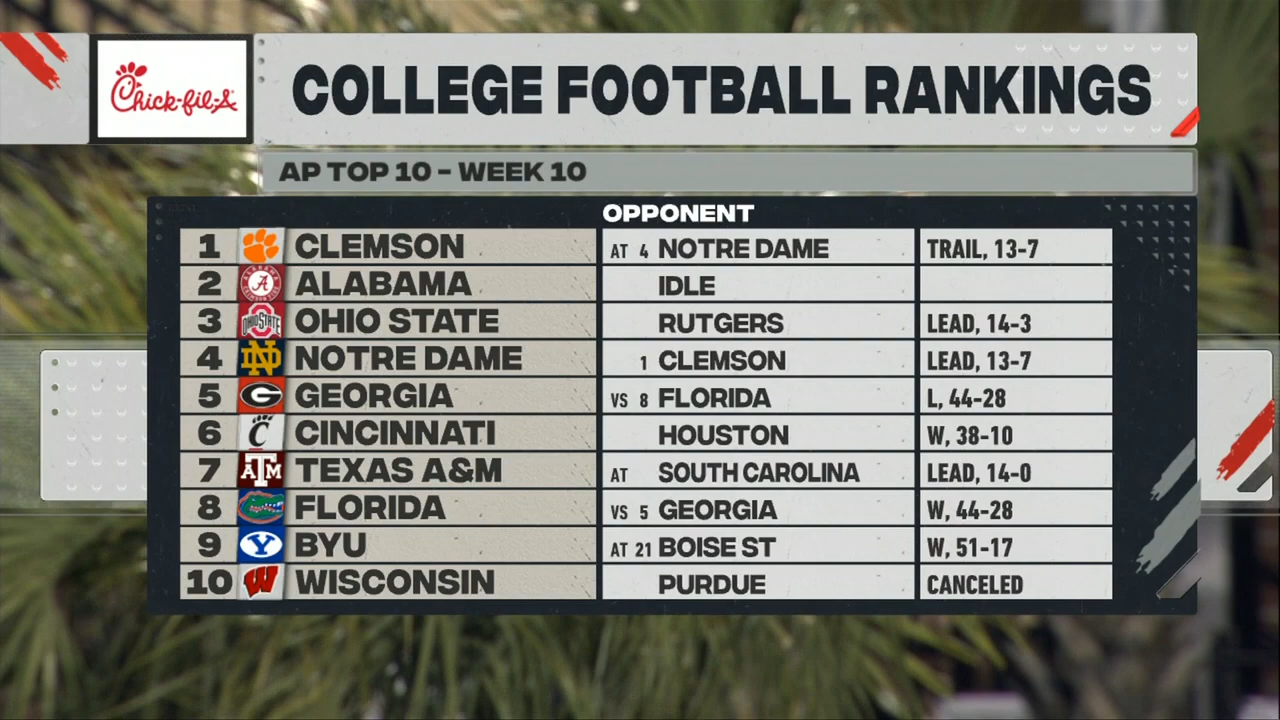 Chick-fil-A
COLLEGE FOOTBALL RANKINGS
AP TOP 10 - WEEK 10
OPPONENT
1 CLEMSON AT 4 NOTRE DAME TRAIL, 13-7
2 ALABAMA IDLE
3 OHIO STATE RUTGERS LEAD, 14-3
4 NOTRE DAME 1 CLEMSON LEAD, 13-7
5 GEORGIA VS 8 FLORIDA L, 44-28
6 CINCINNATI HOUSTON W, 38-10
7 TEXAS A&M AT SOUTH CAROLINA LEAD, 14-0
8 FLORIDA VS 5 GEORGIA W, 44-28
9 BYU AT 21 BOISE ST W, 51-17
10 WISCONSIN PURDUE CANCELED